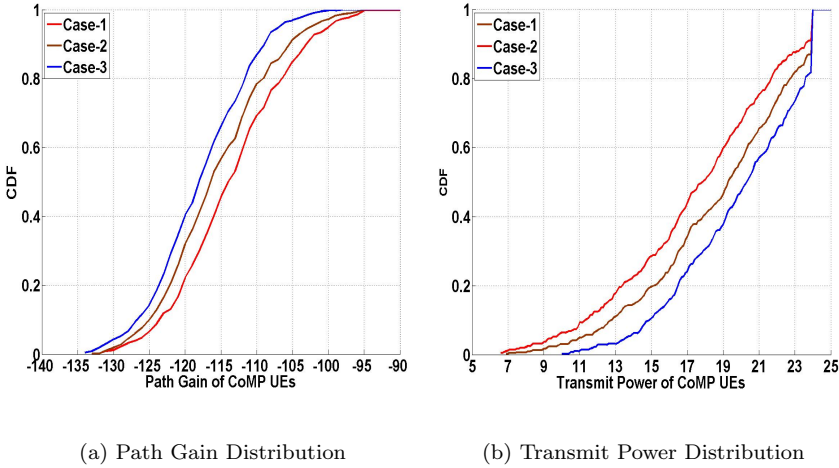 1
0.8
0.6
0.4
0.2
0
CDF
Case-1
Case-2
Case-3
-140 -135 -130 -125 -120 -115 -110 -105 -100 -95 -90
Path Gain of CoMP UEs
(a) Path Gain Distribution
1
0.8
0.6
0.4
0.2
0
CDF
Case-1
Case-2
Case-3
5 7 9 11 13 15 17 19 21 23 25
Transmit Power of CoMP UEs
(b) Transmit Power Distribution